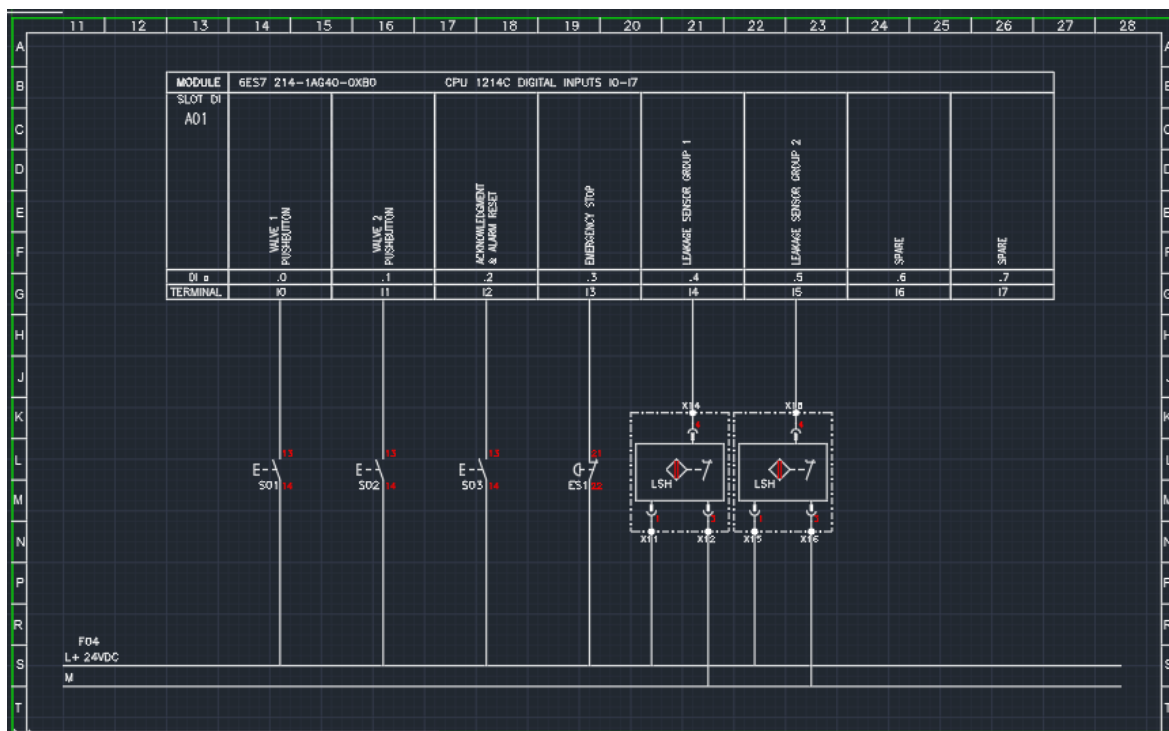 11 12 13 14 15 16 17 18 19 20 21 22 23 24 25 26 27 28
A
B
C
D
E
F
G
H
J
K
L
M
N
P
R
S
T
MODULE 6ES7 214-1AG40-0XB0 CPU 1214C DIGITAL INPUTS I0-I7
SLOT DI
A01
VALVE 1
PUSHBUTTON
VALVE 2
PUSHBUTTON
ACKNOWLEDGMENT
& ALARM RESET
EMERGENCY STOP
LEAKAGE SENSOR GROUP 1
LEAKAGE SENSOR GROUP 2
SPARE
SPARE
DI .0 .1 .2 .3 .4 .5 .6 .7
TERMINAL I0 I1 I2 I3 I4 I5 I6 I7
X14
4
4
13 13 13 21
S01 14 S02 14 S03 14 ES1 22
LSH LSH
1 1
X11 X12 X15 X16
F04
L+ 24VDC
M